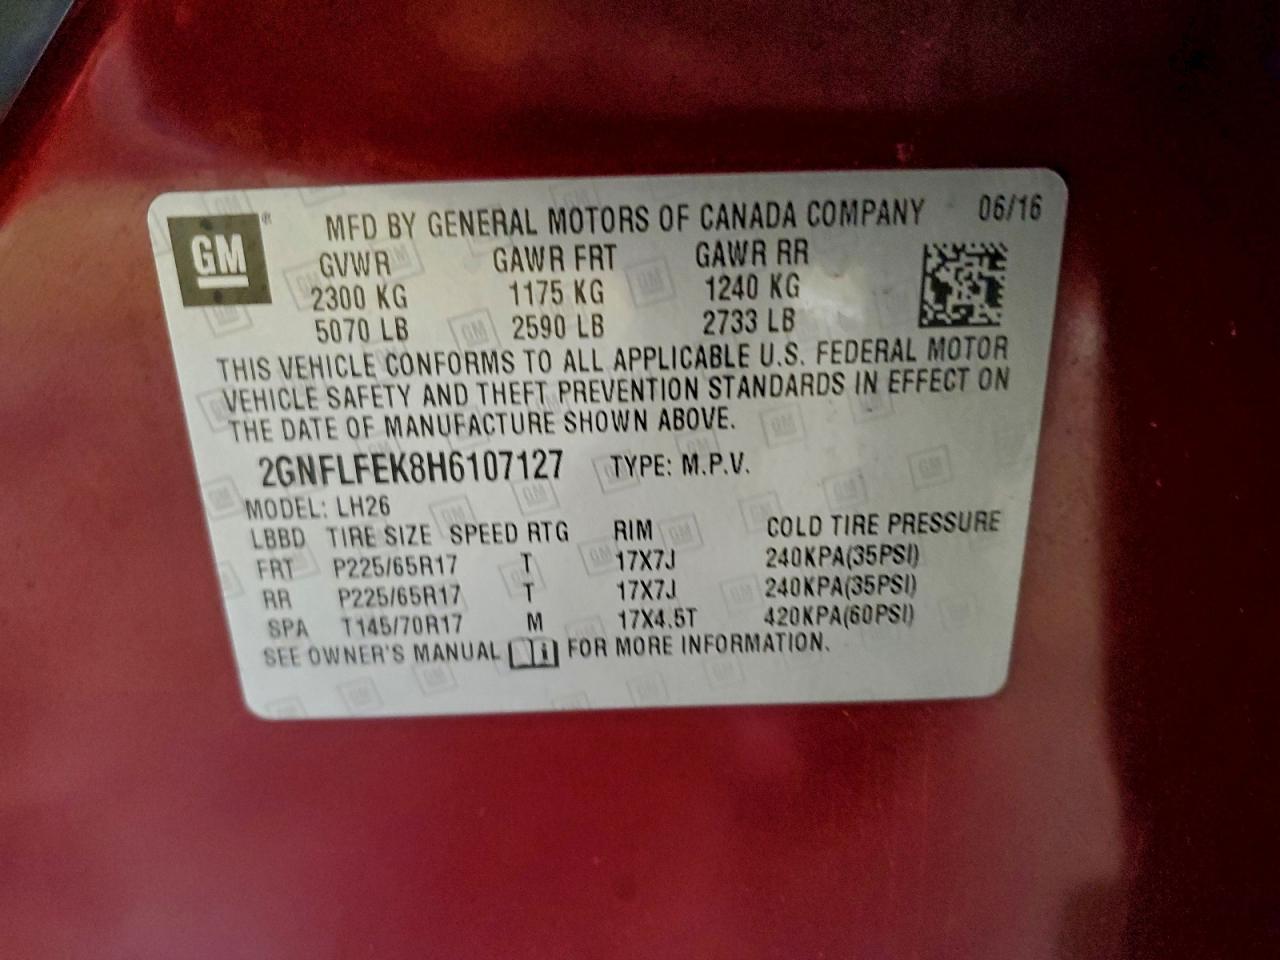 GM® MFD BY GENERAL MOTORS OF CANADA COMPANY 06/16
GVWR GAWR FRT GAWR RR
2300 KG 1175 KG 1240 KG
5070 LB 2590 LB 2733 LB
THIS VEHICLE CONFORMS TO ALL APPLICABLE U.S. FEDERAL MOTOR
VEHICLE SAFETY AND THEFT PREVENTION STANDARDS IN EFFECT ON
THE DATE OF MANUFACTURE SHOWN ABOVE.
2GNFLFEK8H6107127 TYPE: M.P.V.
MODEL: LH26
LBBD TIRE SIZE SPEED RTG RIM COLD TIRE PRESSURE
FRT P225/65R17 T 17X7J 240KPA(35PSI)
RR P225/65R17 T 17X7J 240KPA(35PSI)
SPA T145/70R17 M 17X4.5T 420KPA(60PSI)
SEE OWNER'S MANUAL i FOR MORE INFORMATION.